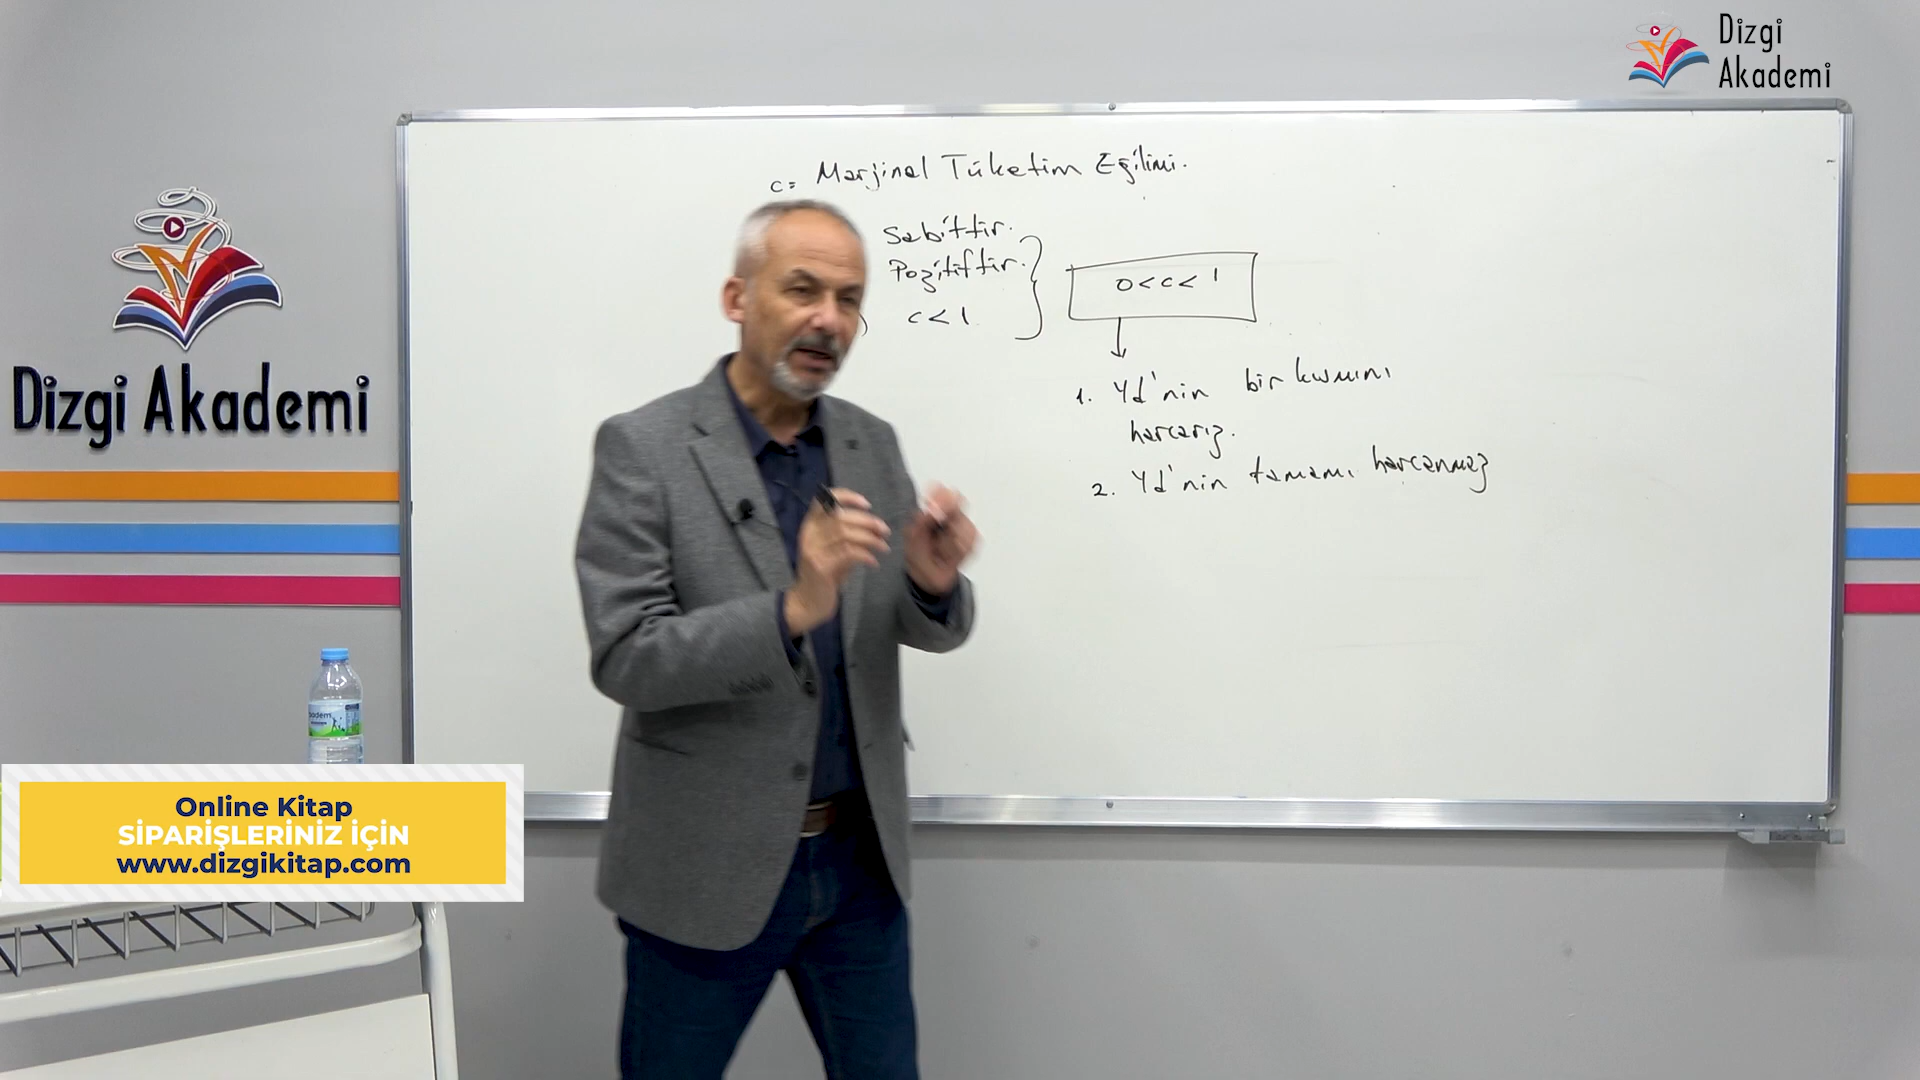 Dizgi
Akademi
c= Marjinal Tüketim Eğilimi.
Sabittir.
Pozitiftir.
) c<1
0<c<1
1. Yd'nin bir kısmını
harcarız.
2. Yd'nin tamamı harcanmaz
Dizgi Akademi
Online Kitap
SİPARİŞLERİNİZ İÇİN
www.dizgikitap.com